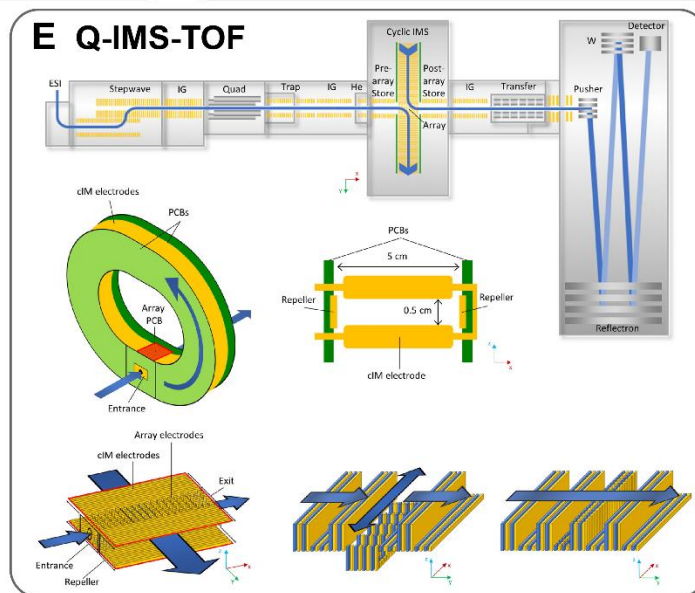 E Q-IMS-TOF
Detector
W
Cyclic IMS
ESI
Stepwave
IG
Quad
Trap
IG
He
Pre-
array
Store
Post-
array
Store
Array
IG
Transfer
Pusher
X
Y
Reflectron
cIM electrodes
PCBs
Array
PCB
Entrance
PCBs
5 cm
Repeller
0.5 cm
Repeller
cIM electrode
Z
X
Array electrodes
cIM electrodes
Exit
Entrance
Repeller
Z
X
Y
Z
X
Y
Z
X
Y